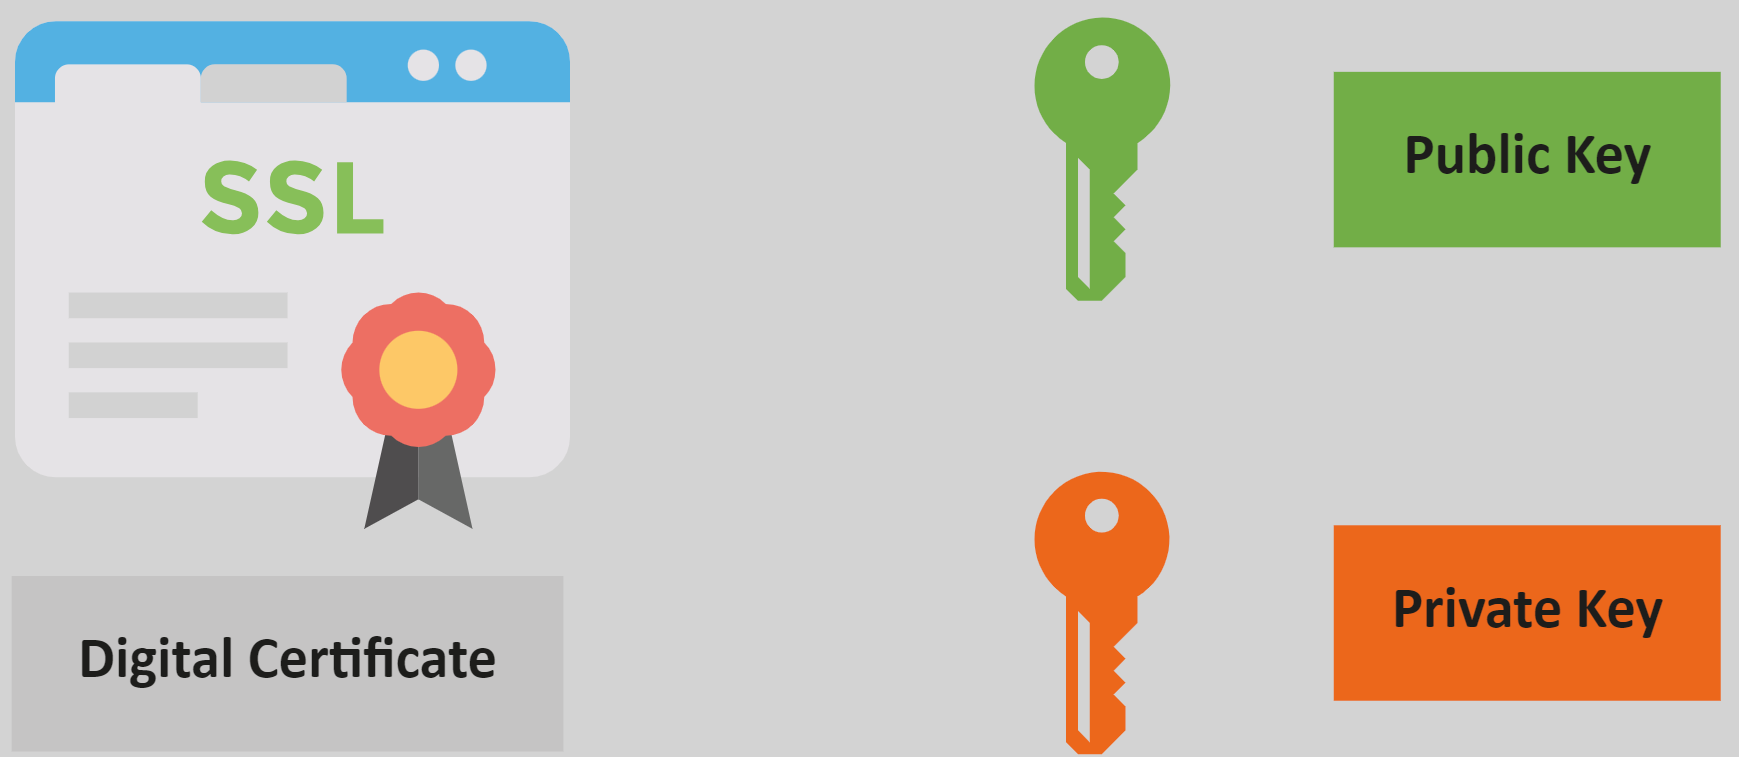 SSL
Public Key
Digital Certificate
Private Key